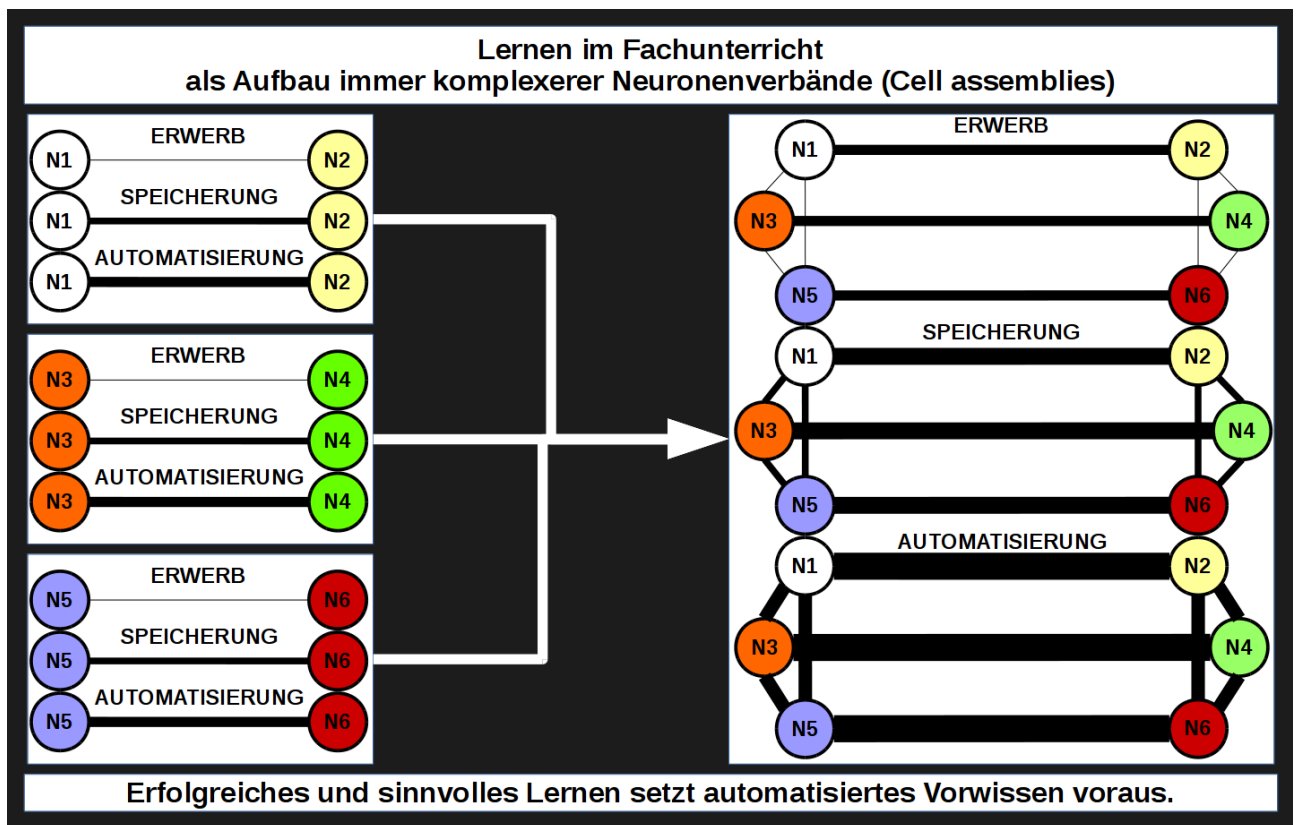 Lernen im Fachunterricht
als Aufbau immer komplexerer Neuronenverbände (Cell assemblies)
ERWERB
N1 N2
SPEICHERUNG
N1 N2
AUTOMATISIERUNG
N1 N2
ERWERB
N3 N4
SPEICHERUNG
N3 N4
AUTOMATISIERUNG
N3 N4
ERWERB
N5 N6
SPEICHERUNG
N5 N6
AUTOMATISIERUNG
N5 N6
ERWERB
N1 N2
N3 N4
N5 N6
SPEICHERUNG
N1 N2
N3 N4
N5 N6
AUTOMATISIERUNG
N1 N2
N3 N4
N5 N6
Erfolgreiches und sinnvolles Lernen setzt automatisiertes Vorwissen voraus.